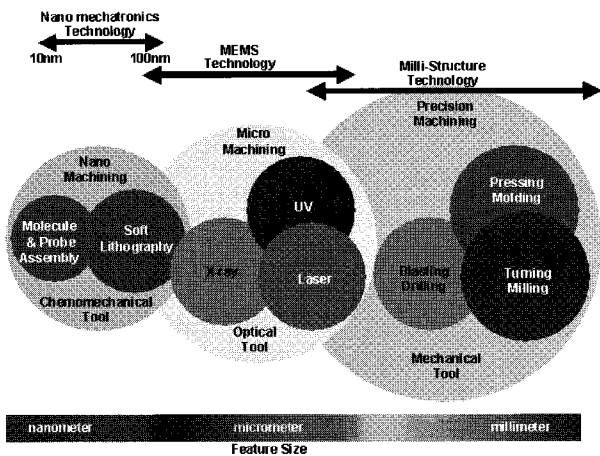 Nano mechatronics
Technology
10nm
100nm
MEMS
Technology
Milli-Structure
Technology
Precision
Machining
Micro
Machining
Nano
Machining
Pressing
Molding
UV
Molecule
& Probe
Assembly
Soft
Lithography
X-ray
Laser
Blasting
Drilling
Turning
Milling
Chemomechanical
Tool
Optical
Tool
Mechanical
Tool
nanometer
micrometer
millimeter
Feature Size